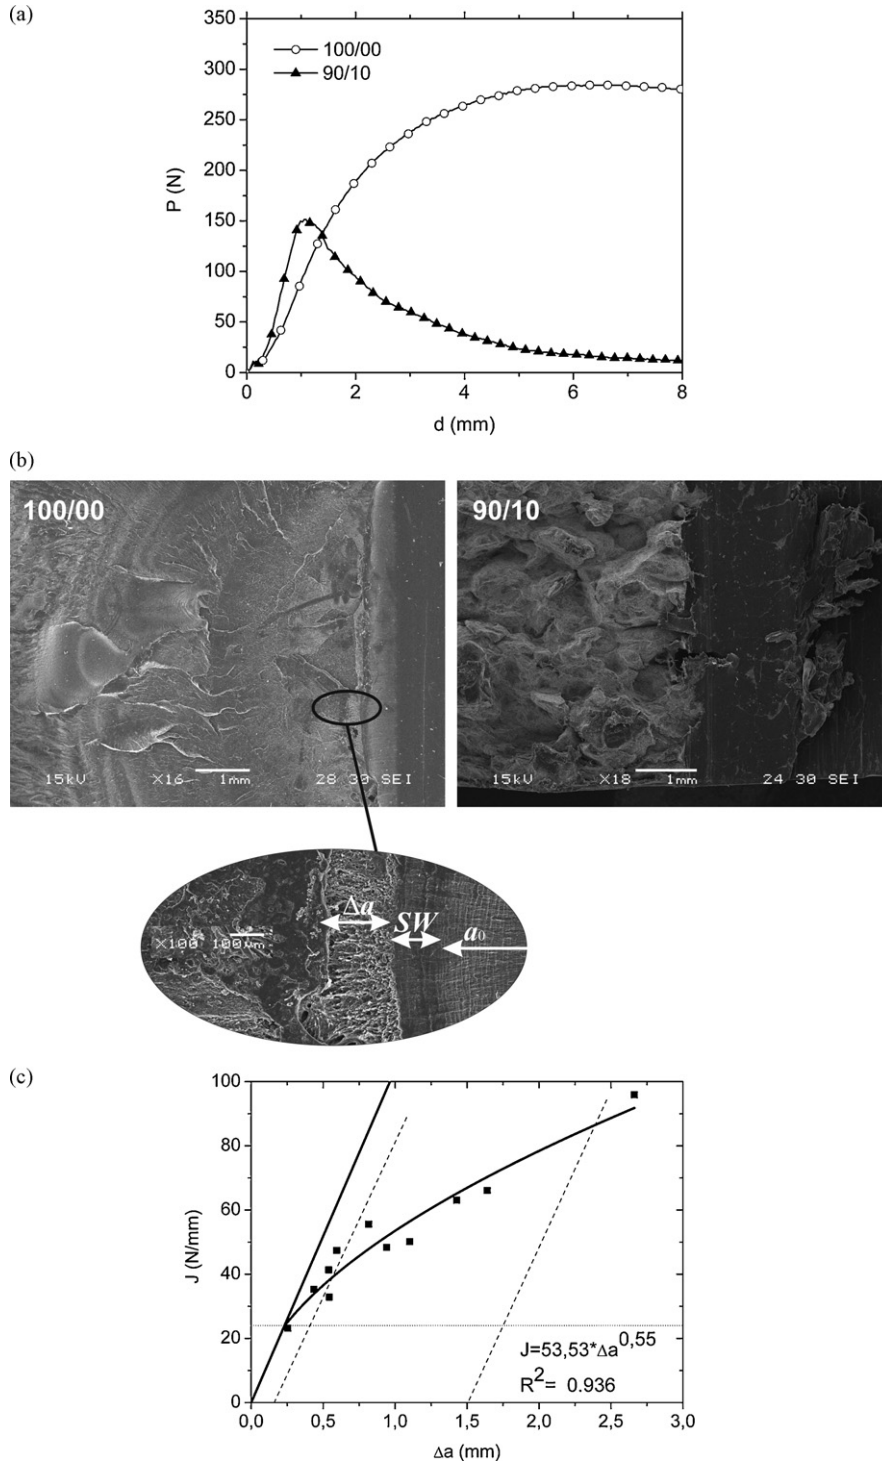 (a)
350
300
250
200
150
100
50
0
P (N)
100/00
90/10
0 2 4 6 8
d (mm)
(b)
100/00
15kV X16 1mm 28 30 SEI
90/10
15kV X18 1mm 24 30 SEI
Δa
SW
a0
X100 100μm
(c)
100
80
60
40
20
0
J (N/mm)
J=53,53*Δa^0,55
R^2= 0.936
0,0 0,5 1,0 1,5 2,0 2,5 3,0
Δa (mm)